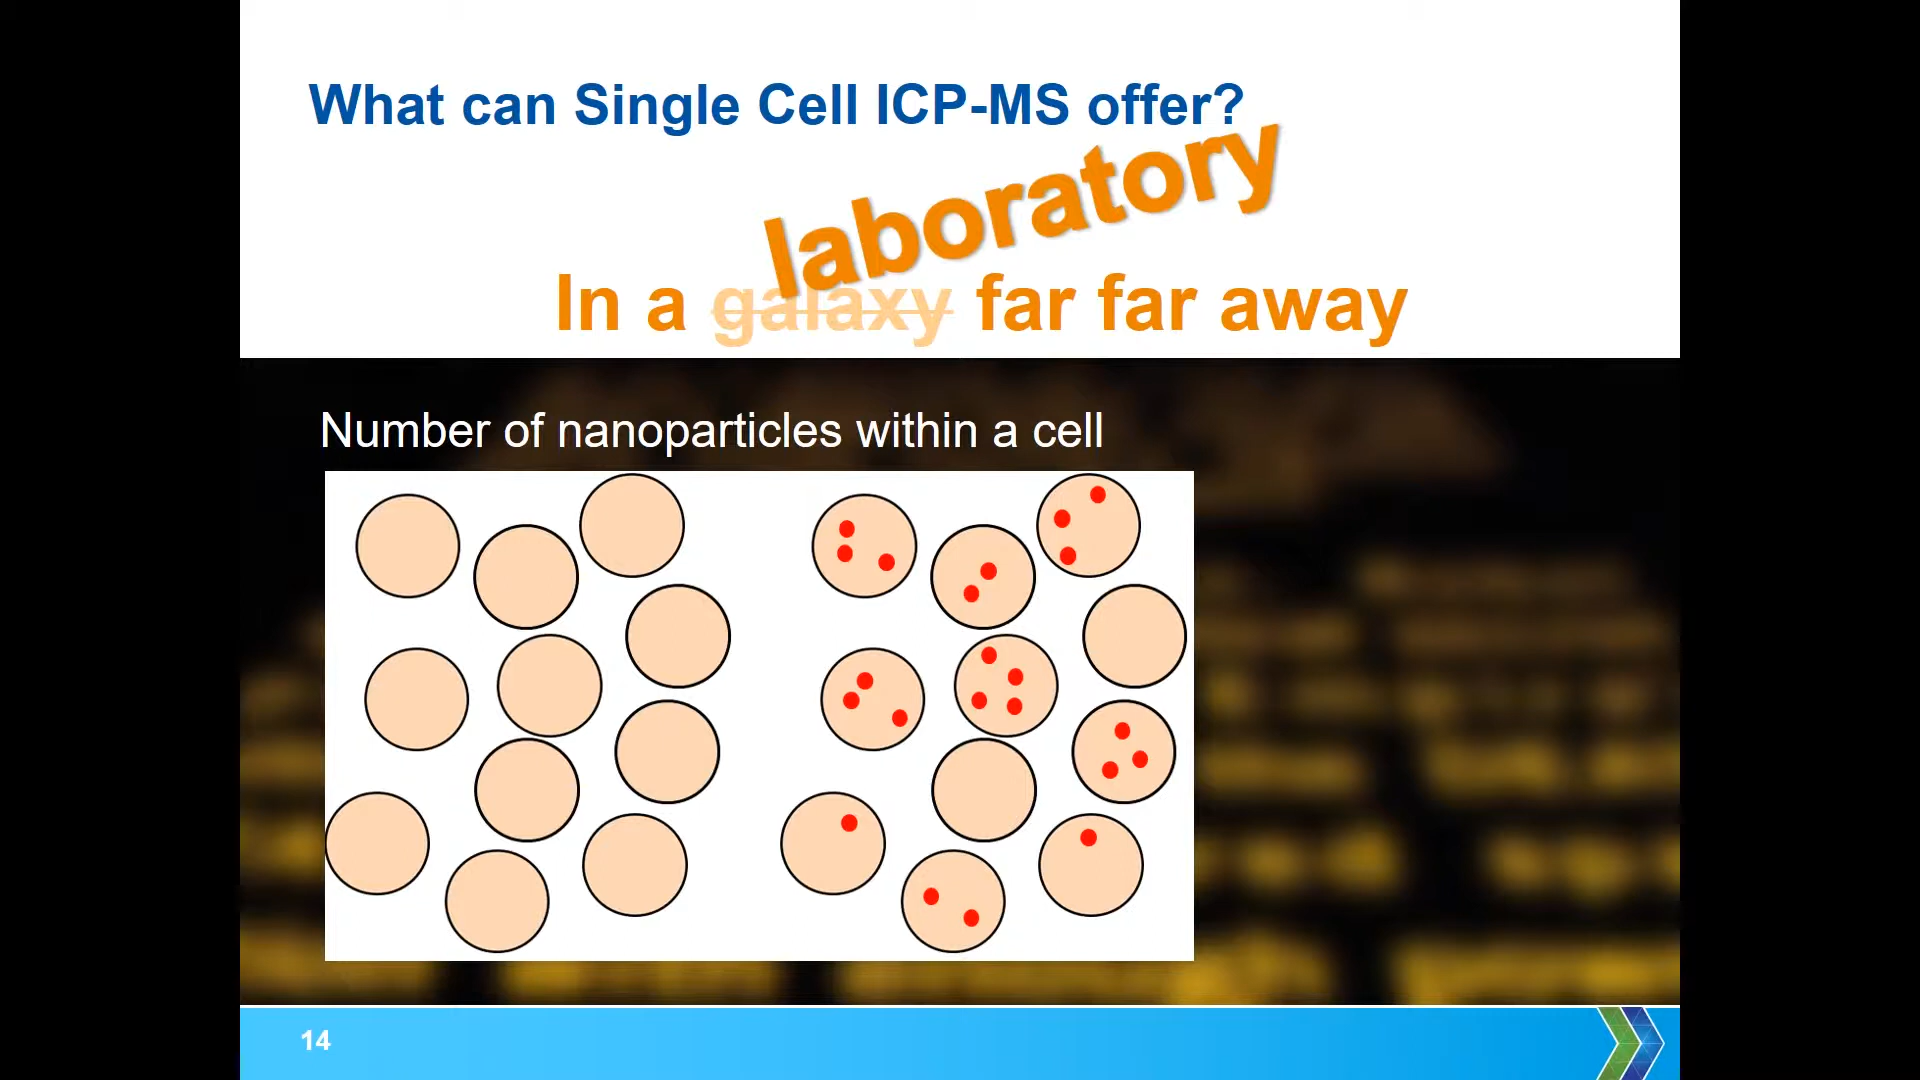 What can Single Cell ICP-MS offer?
laboratory
In a galaxy far far away
Number of nanoparticles within a cell
14